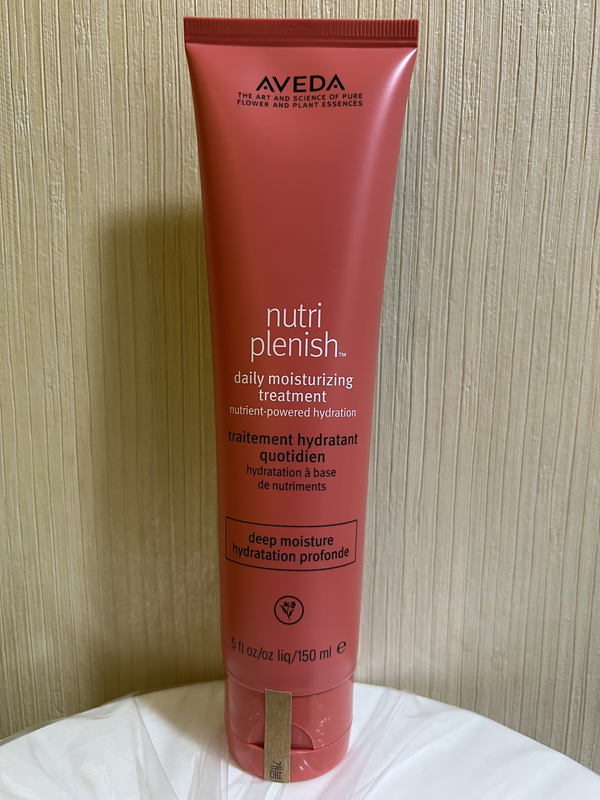 AVEDA
THE ART AND SCIENCE OF PURE
FLOWER AND PLANT ESSENCES
nutri
plenish™
daily moisturizing
treatment
nutrient-powered hydration
traitement hydratant
quotidien
hydratation à base
de nutriments
deep moisture
hydratation profonde
5 fl oz/oz liq/150 ml ℮